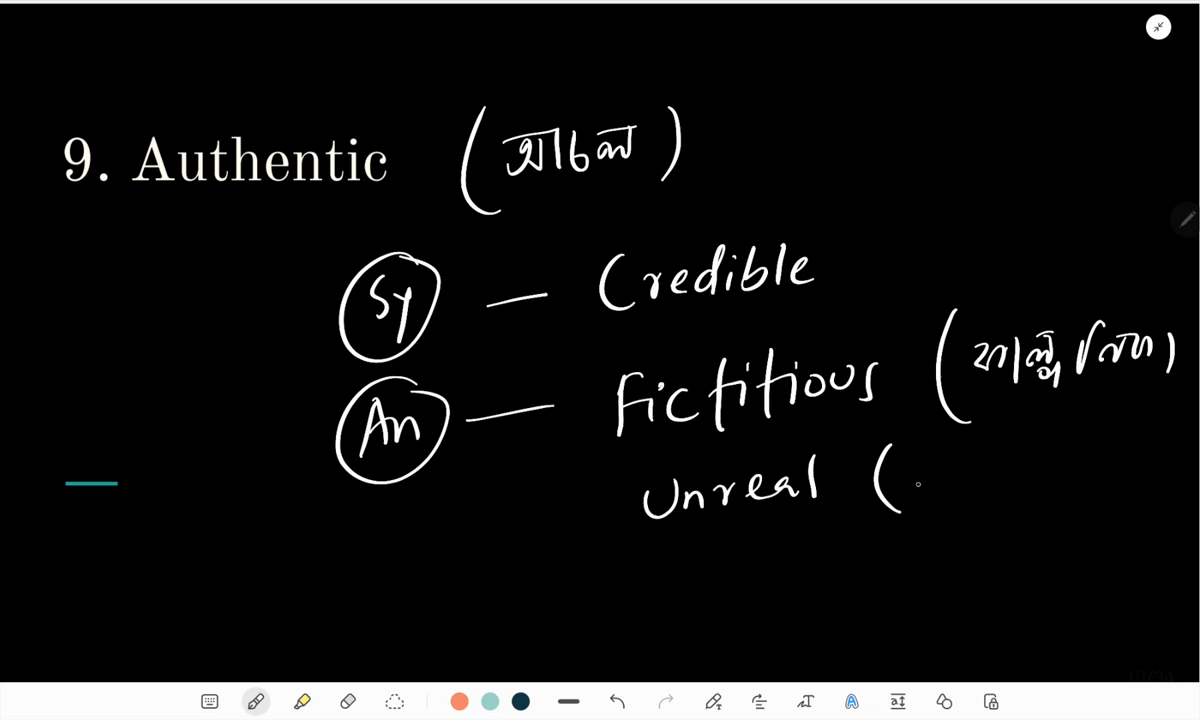 9. Authentic (আসল)
Sy — Credible
An — Fictitious (কাল্পনিক)
Unreal (